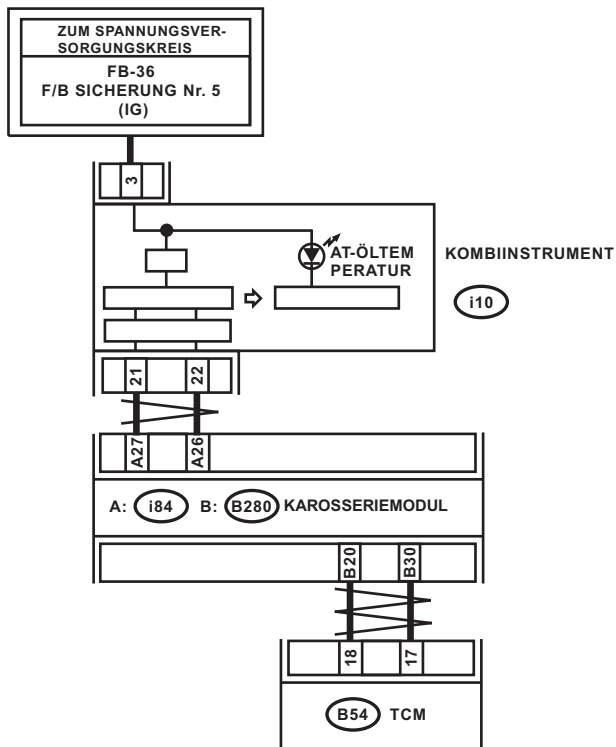 ZUM SPANNUNGSVER-
SORGUNGSKREIS
FB-36
F/B SICHERUNG Nr. 5
(IG)
3
AT-ÖLTEM
PERATUR
KOMBIINSTRUMENT
i10
21
22
A27
A26
A: i84 B: B280 KAROSSERIEMODUL
B20
B30
18
17
B54 TCM